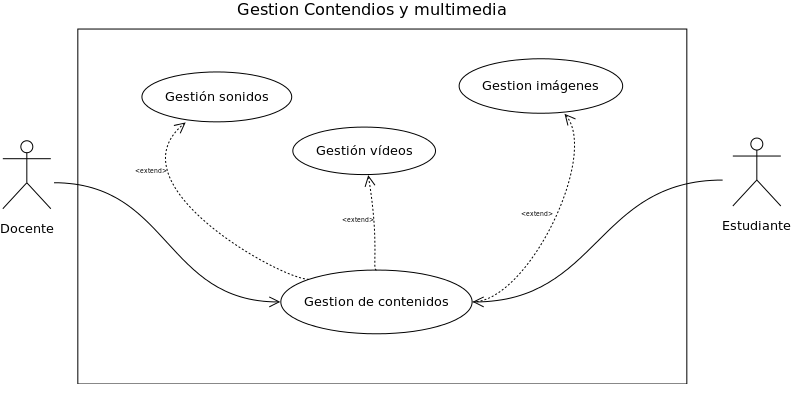 Gestion Contendios y multimedia
Gestión sonidos
Gestion imágenes
Gestión vídeos
<extend>
<extend>
<extend>
Docente
Estudiante
Gestion de contenidos